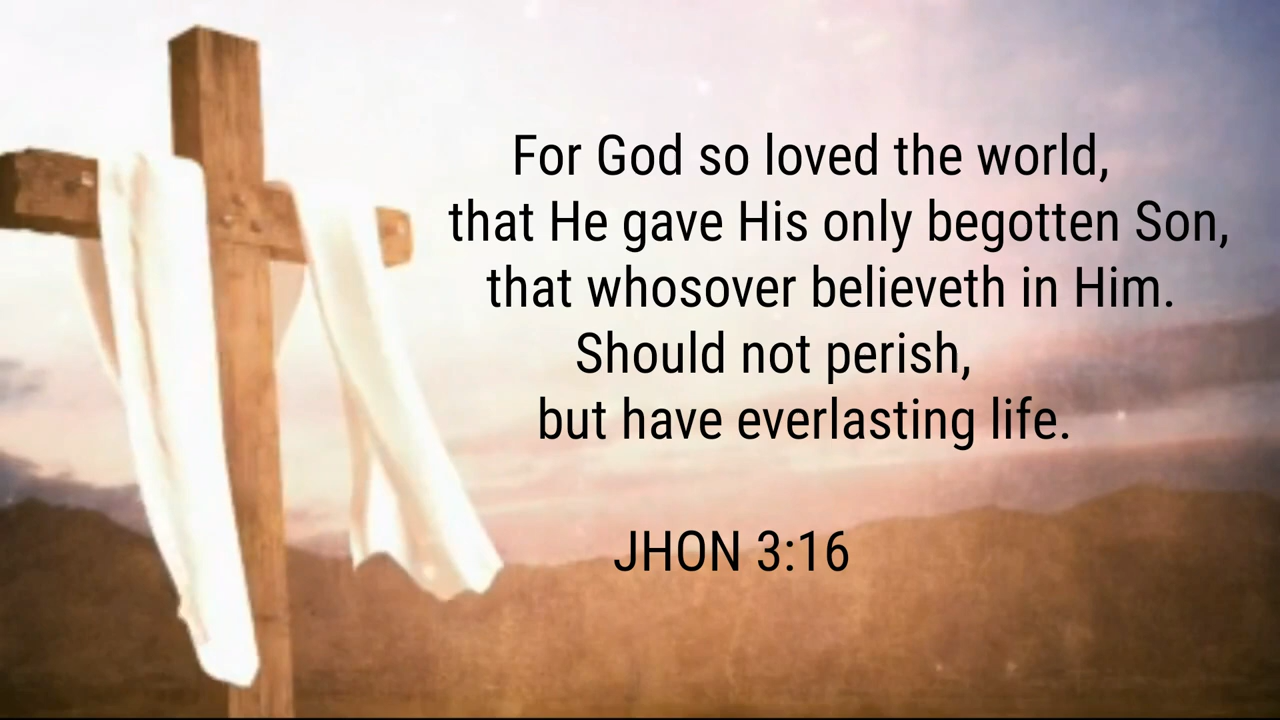 For God so loved the world,
that He gave His only begotten Son,
that whosover believeth in Him.
Should not perish,
but have everlasting life.
JHON 3:16